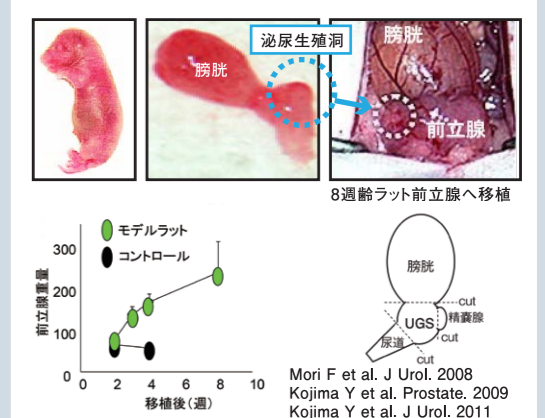 泌尿生殖洞
膀胱
膀胱
前立腺
8週齢ラット前立腺へ移植
モデルラット
コントロール
前立腺重量
300
200
100
0
0 2 4 6 8 10
移植後（週）
膀胱
cut
精嚢腺
UGS
cut
尿道
cut
Mori F et al. J Urol. 2008
Kojima Y et al. Prostate. 2009
Kojima Y et al. J Urol. 2011